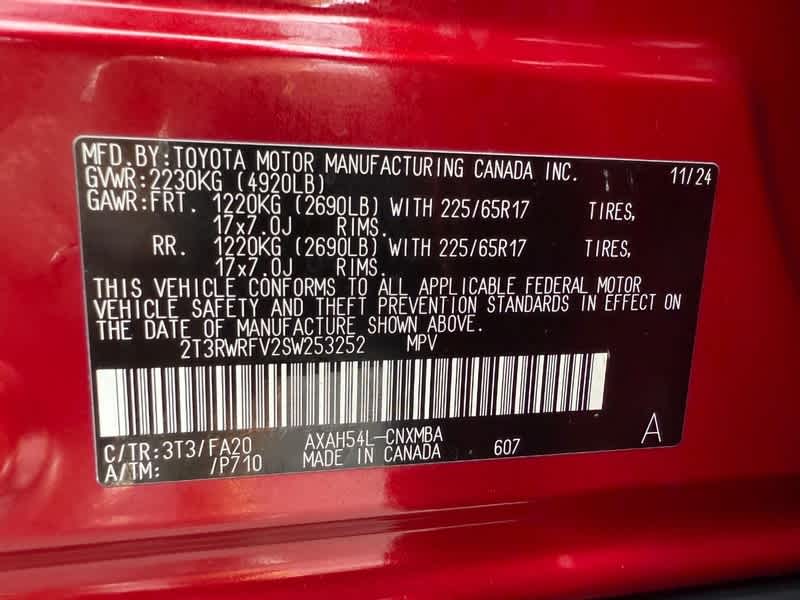 MFD.BY:TOYOTA MOTOR MANUFACTURING CANADA INC. 11/24
GVWR:2230KG (4920LB)
GAWR:FRT. 1220KG (2690LB) WITH 225/65R17 TIRES,
17x7.0J RIMS.
RR. 1220KG (2690LB) WITH 225/65R17 TIRES,
17x7.0J RIMS.
THIS VEHICLE CONFORMS TO ALL APPLICABLE FEDERAL MOTOR
VEHICLE SAFETY AND THEFT PREVENTION STANDARDS IN EFFECT ON
THE DATE OF MANUFACTURE SHOWN ABOVE.
2T3RWRFV2SW253252 MPV
C/TR:3T3/FA20 AXAH54L-CNXMBA
A/TM: /P710 MADE IN CANADA 607 A